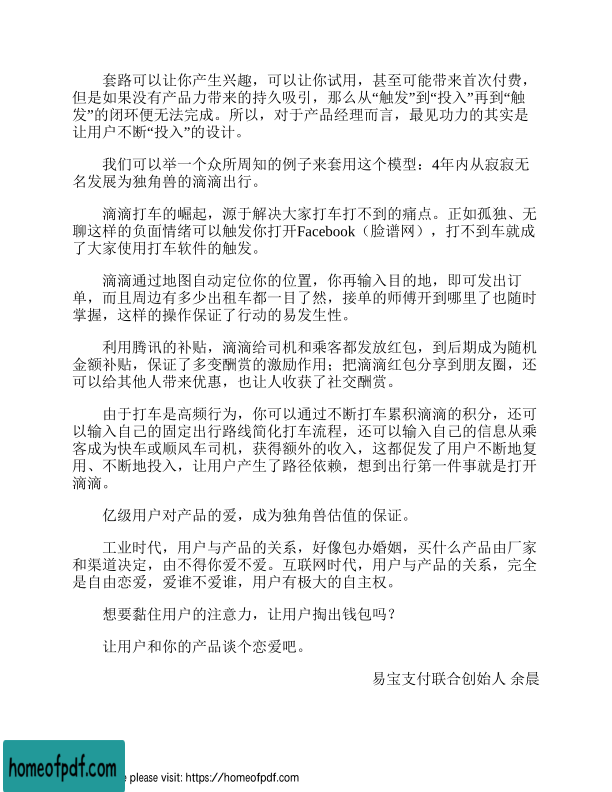 套路可以让你产生兴趣，可以让你试用，甚至可能带来首次付费，
但是如果没有产品力带来的持久吸引，那么从“触发”到“投入”再到“触
发”的闭环便无法完成。所以，对于产品经理而言，最见功力的其实是
让用户不断“投入”的设计。
我们可以举一个众所周知的例子来套用这个模型：4年内从寂寂无
名发展为独角兽的滴滴出行。
滴滴打车的崛起，源于解决大家打车打不到的痛点。正如孤独、无
聊这样的负面情绪可以触发你打开Facebook（脸谱网），打不到车就成
了大家使用打车软件的触发。
滴滴通过地图自动定位你的位置，你再输入目的地，即可发出订
单，而且周边有多少出租车都一目了然，接单的师傅开到哪里了也随时
掌握，这样的操作保证了行动的易发生性。
利用腾讯的补贴，滴滴给司机和乘客都发放红包，到后期成为随机
金额补贴，保证了多变酬赏的激励作用；把滴滴红包分享到朋友圈，还
可以给其他人带来优惠，也让人收获了社交酬赏。
由于打车是高频行为，你可以通过不断打车累积滴滴的积分，还可
以输入自己的固定出行路线简化打车流程，还可以输入自己的信息从乘
客成为快车或顺风车司机，获得额外的收入，这都促发了用户不断地复
用、不断地投入，让用户产生了路径依赖，想到出行第一件事就是打开
滴滴。
亿级用户对产品的爱，成为独角兽估值的保证。
工业时代，用户与产品的关系，好像包办婚姻，买什么产品由厂家
和渠道决定，由不得你爱不爱。互联网时代，用户与产品的关系，完全
是自由恋爱，爱谁不爱谁，用户有极大的自主权。
想要黏住用户的注意力，让用户掏出钱包吗？
让用户和你的产品谈个恋爱吧。
易宝支付联合创始人 余晨
homeofpdf.com
e please visit: https://homeofpdf.com